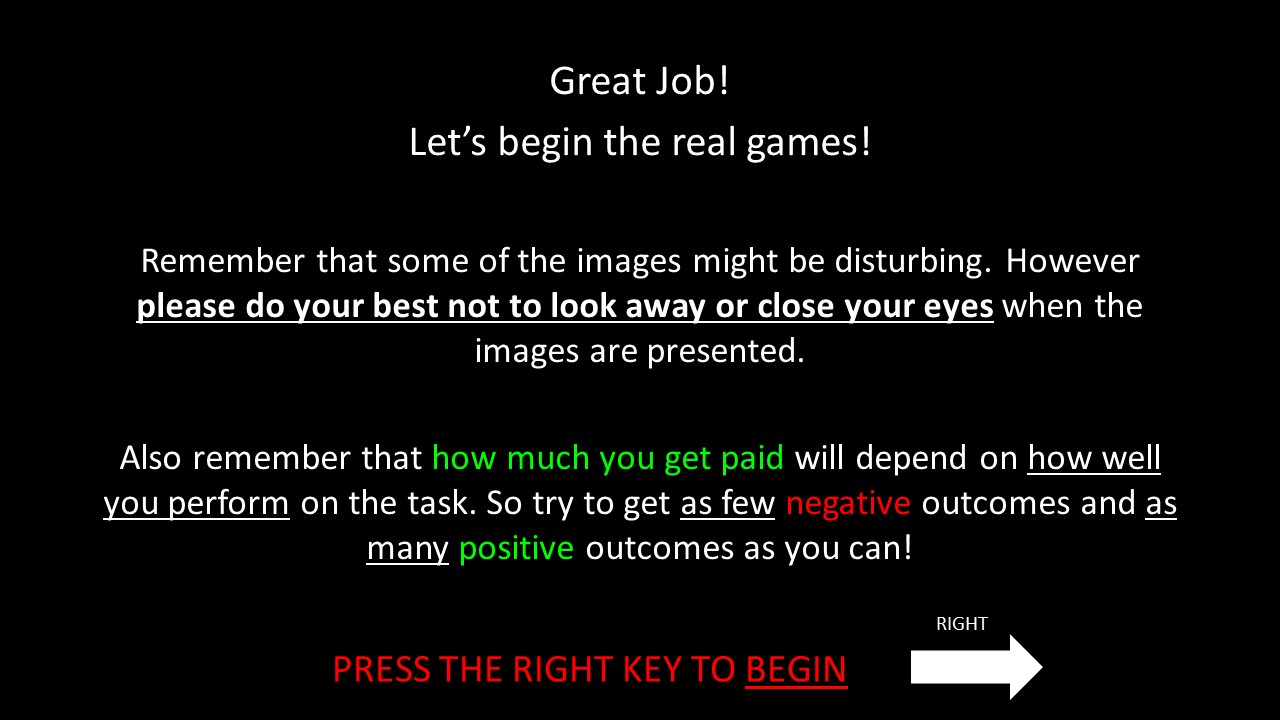 Great Job!
Let’s begin the real games!
Remember that some of the images might be disturbing. However
please do your best not to look away or close your eyes when the
images are presented.
Also remember that how much you get paid will depend on how well
you perform on the task. So try to get as few negative outcomes and as
many positive outcomes as you can!
RIGHT
PRESS THE RIGHT KEY TO BEGIN